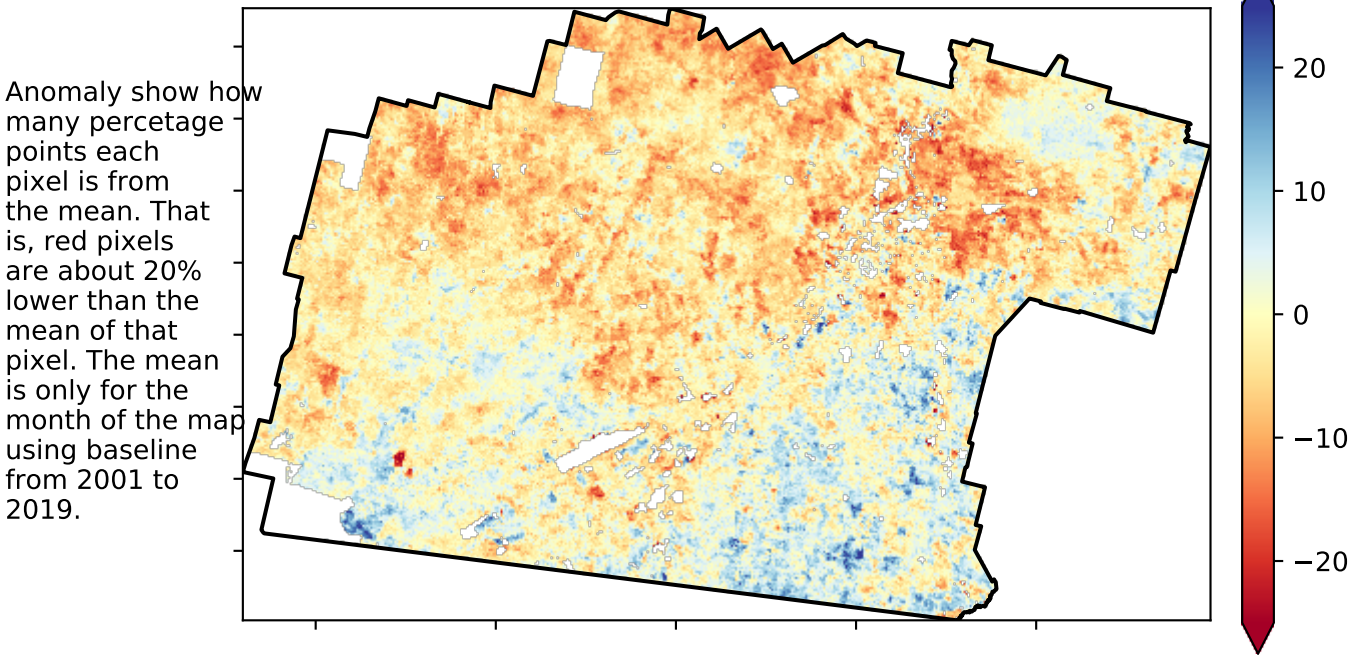 Anomaly show how
many percetage
points each
pixel is from
the mean. That
is, red pixels
are about 20%
lower than the
mean of that
pixel. The mean
is only for the
month of the map
using baseline
from 2001 to
2019.
20
10
0
−10
−20